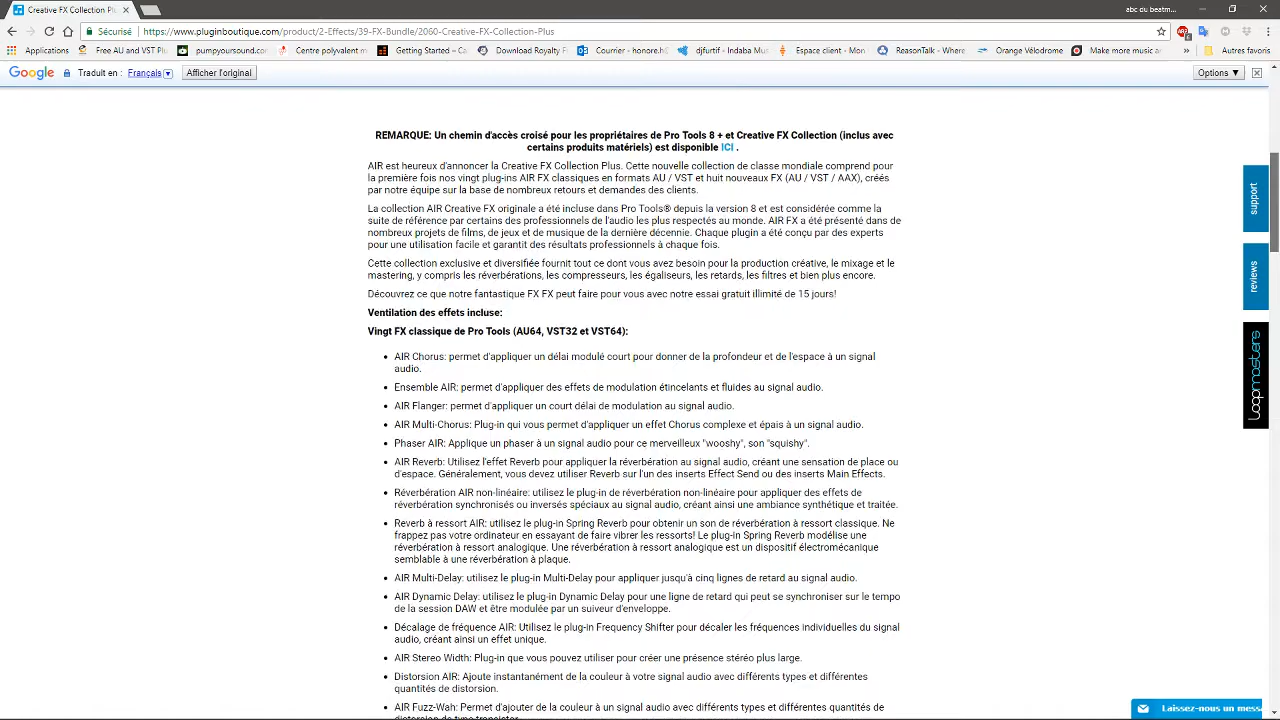 Creative FX Collection Plu
abc du beatm...
Sécurisé
https://www.pluginboutique.com/product/2-Effects/39-FX-Bundle/2060-Creative-FX-Collection-Plus
Applications
Free AU and VST Plu
pumpyoursound.com
Centre polyvalent m
Getting Started –
Download Royalty F
Courrier - horace.h
djfurtif - Indaba Mus
Espace client - Mon
ReasonTalk - Where
Orange Vélodrome
Make more music ar
»
Autres favoris
Google
Traduit en :
Français
Afficher l'original
Options ▼
REMARQUE: Un chemin d'accès croisé pour les propriétaires de Pro Tools 8 + et Creative FX Collection (inclus avec
certains produits matériels) est disponible ICI .
AIR est heureux d'annoncer la Creative FX Collection Plus. Cette nouvelle collection de classe mondiale comprend pour
la première fois nos vingt plug-ins AIR FX classiques en formats AU / VST et huit nouveaux FX (AU / VST / AAX), créés
par notre équipe sur la base de nombreux retours et demandes des clients.
La collection AIR Creative FX originale a été incluse dans Pro Tools® depuis la version 8 et est considérée comme la
suite de référence par certains des professionnels de l'audio les plus respectés au monde. AIR FX a été présenté dans de
nombreux projets de films, de jeux et de musique de la dernière décennie. Chaque plugin a été conçu par des experts
pour une utilisation facile et garantit des résultats professionnels à chaque fois.
Cette collection exclusive et diversifiée fournit tout ce dont vous avez besoin pour la production créative, le mixage et le
mastering, y compris les réverbérations, les compresseurs, les égaliseurs, les retards, les filtres et bien plus encore.
Découvrez ce que notre fantastique FX FX peut faire pour vous avec notre essai gratuit illimité de 15 jours!
Ventilation des effets incluse:
Vingt FX classique de Pro Tools (AU64, VST32 et VST64):
• AIR Chorus: permet d'appliquer un délai modulé court pour donner de la profondeur et de l'espace à un signal
audio.
• Ensemble AIR: permet d'appliquer des effets de modulation étincelants et fluides au signal audio.
• AIR Flanger: permet d'appliquer un court délai de modulation au signal audio.
• AIR Multi-Chorus: Plug-in qui vous permet d'appliquer un effet Chorus complexe et épais à un signal audio.
• Phaser AIR: Applique un phaser à un signal audio pour ce merveilleux "wooshy", son "squishy".
• AIR Reverb: Utilisez l'effet Reverb pour appliquer la réverbération au signal audio, créant une sensation de place ou
d'espace. Généralement, vous devez utiliser Reverb sur l'un des inserts Effect Send ou des inserts Main Effects.
• Réverbération AIR non-linéaire: utilisez le plug-in de réverbération non-linéaire pour appliquer des effets de
réverbération synchronisés ou inversés spéciaux au signal audio, créant ainsi une ambiance synthétique et traitée.
• Reverb à ressort AIR: utilisez le plug-in Spring Reverb pour obtenir un son de réverbération à ressort classique. Ne
frappez pas votre ordinateur en essayant de faire vibrer les ressorts! Le plug-in Spring Reverb modélise une
réverbération à ressort analogique. Une réverbération à ressort analogique est un dispositif électromécanique
semblable à une réverbération à plaque.
• AIR Multi-Delay: utilisez le plug-in Multi-Delay pour appliquer jusqu'à cinq lignes de retard au signal audio.
• AIR Dynamic Delay: utilisez le plug-in Dynamic Delay pour une ligne de retard qui peut se synchroniser sur le tempo
de la session DAW et être modulée par un suiveur d'enveloppe.
• Décalage de fréquence AIR: Utilisez le plug-in Frequency Shifter pour décaler les fréquences individuelles du signal
audio, créant ainsi un effet unique.
• AIR Stereo Width: Plug-in que vous pouvez utiliser pour créer une présence stéréo plus large.
• Distorsion AIR: Ajoute instantanément de la couleur à votre signal audio avec différents types et différentes
quantités de distorsion.
• AIR Fuzz-Wah: Permet d'ajouter de la couleur à un signal audio avec différents types et différentes quantités de
distorsion de type transistor
support
reviews
Loopmasters
Laissez-nous un mess